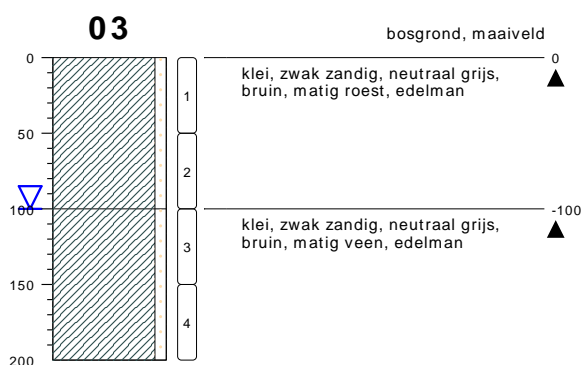 03
bosgrond, maaiveld
0
0
klei, zwak zandig, neutraal grijs,
bruin, matig roest, edelman
1
50
2
100
-100
klei, zwak zandig, neutraal grijs,
bruin, matig veen, edelman
3
150
4
200